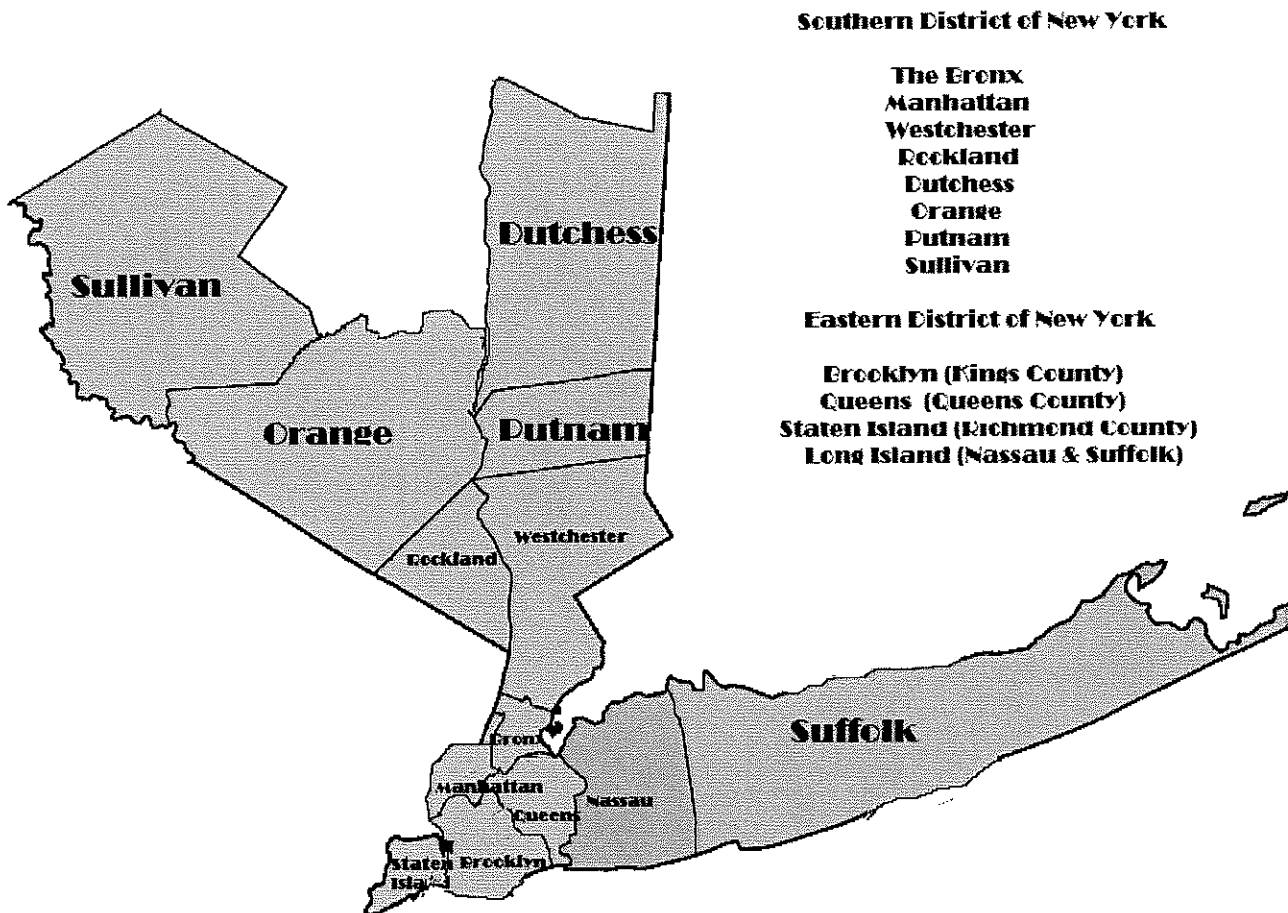 Southern District of New York
The Bronx
Manhattan
Westchester
Rockland
Dutchess
Orange
Putnam
Sullivan
Eastern District of New York
Brooklyn (Kings County)
Queens (Queens County)
Staten Island (Richmond County)
Long Island (Nassau & Suffolk)
Dutchess
Sullivan
Orange
Putnam
Westchester
Rockland
Suffolk
Bronx
Manhattan
Nassau
Queens
Staten
Brooklyn